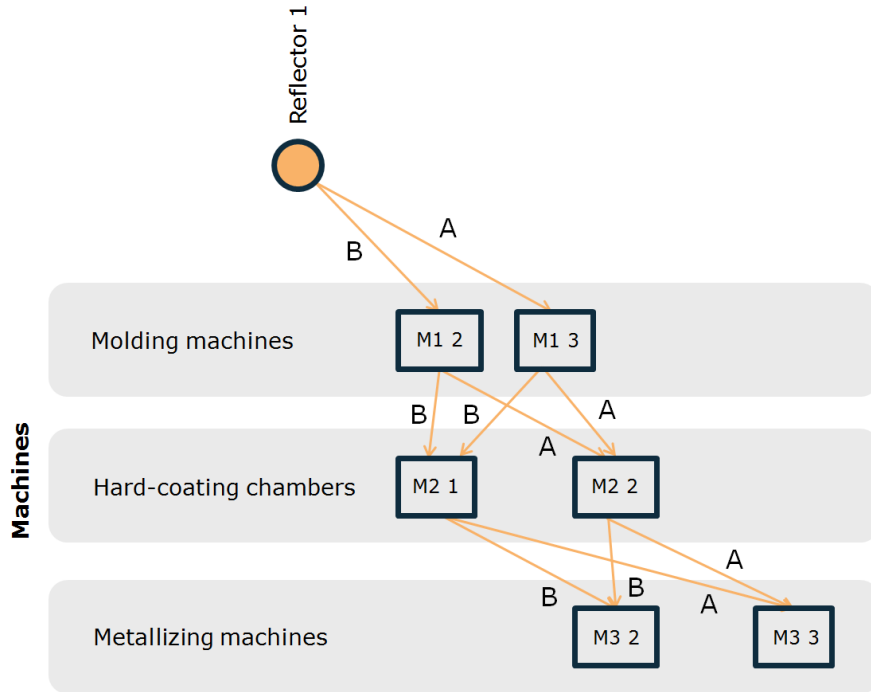 Reflector 1
A
B
Molding machines
M1 2
M1 3
B
B
A
A
Machines
Hard-coating chambers
M2 1
M2 2
A
B
B
A
Metallizing machines
M3 2
M3 3